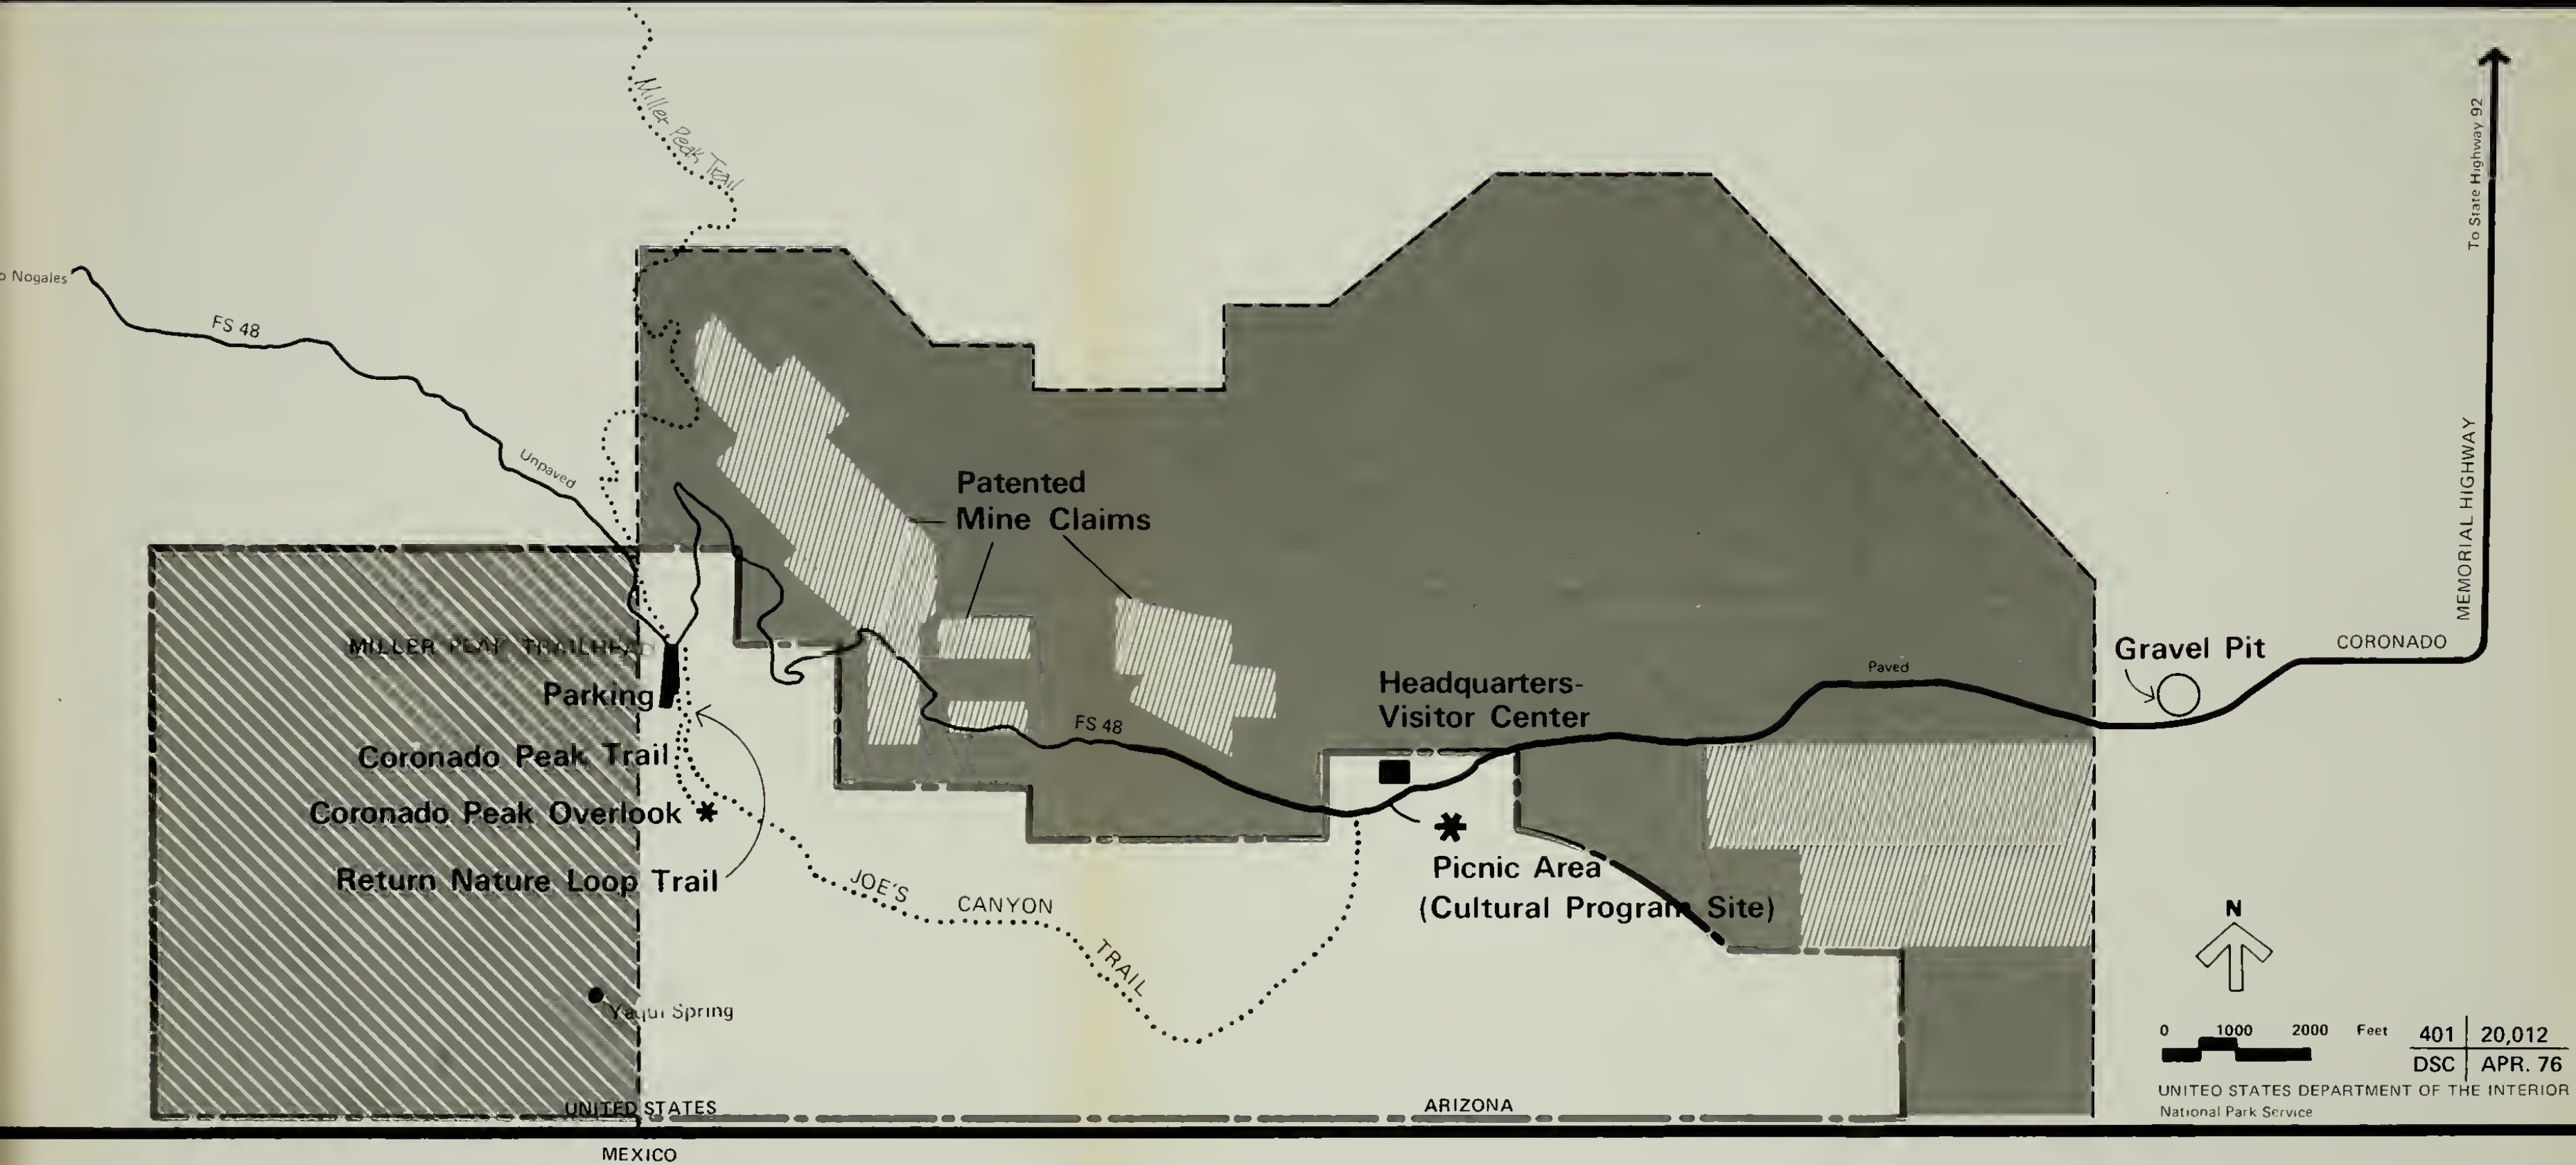 Miller Peak Trail
To State Highway 92
o Nogales
FS 48
Unpaved
Patented
Mine Claims
MEMORIAL HIGHWAY
MILLER PEAK TRAILHEAD
Parking
Headquarters-
Visitor Center
Paved
Gravel Pit
CORONADO
FS 48
Coronado Peak Trail
Coronado Peak Overlook *
Return Nature Loop Trail
*
Picnic Area
(Cultural Program Site)
JOE'S CANYON TRAIL
Yaqui Spring
N
0 1000 2000 Feet
401 20,012
DSC APR. 76
UNITED STATES DEPARTMENT OF THE INTERIOR
National Park Service
UNITED STATES
ARIZONA
MEXICO